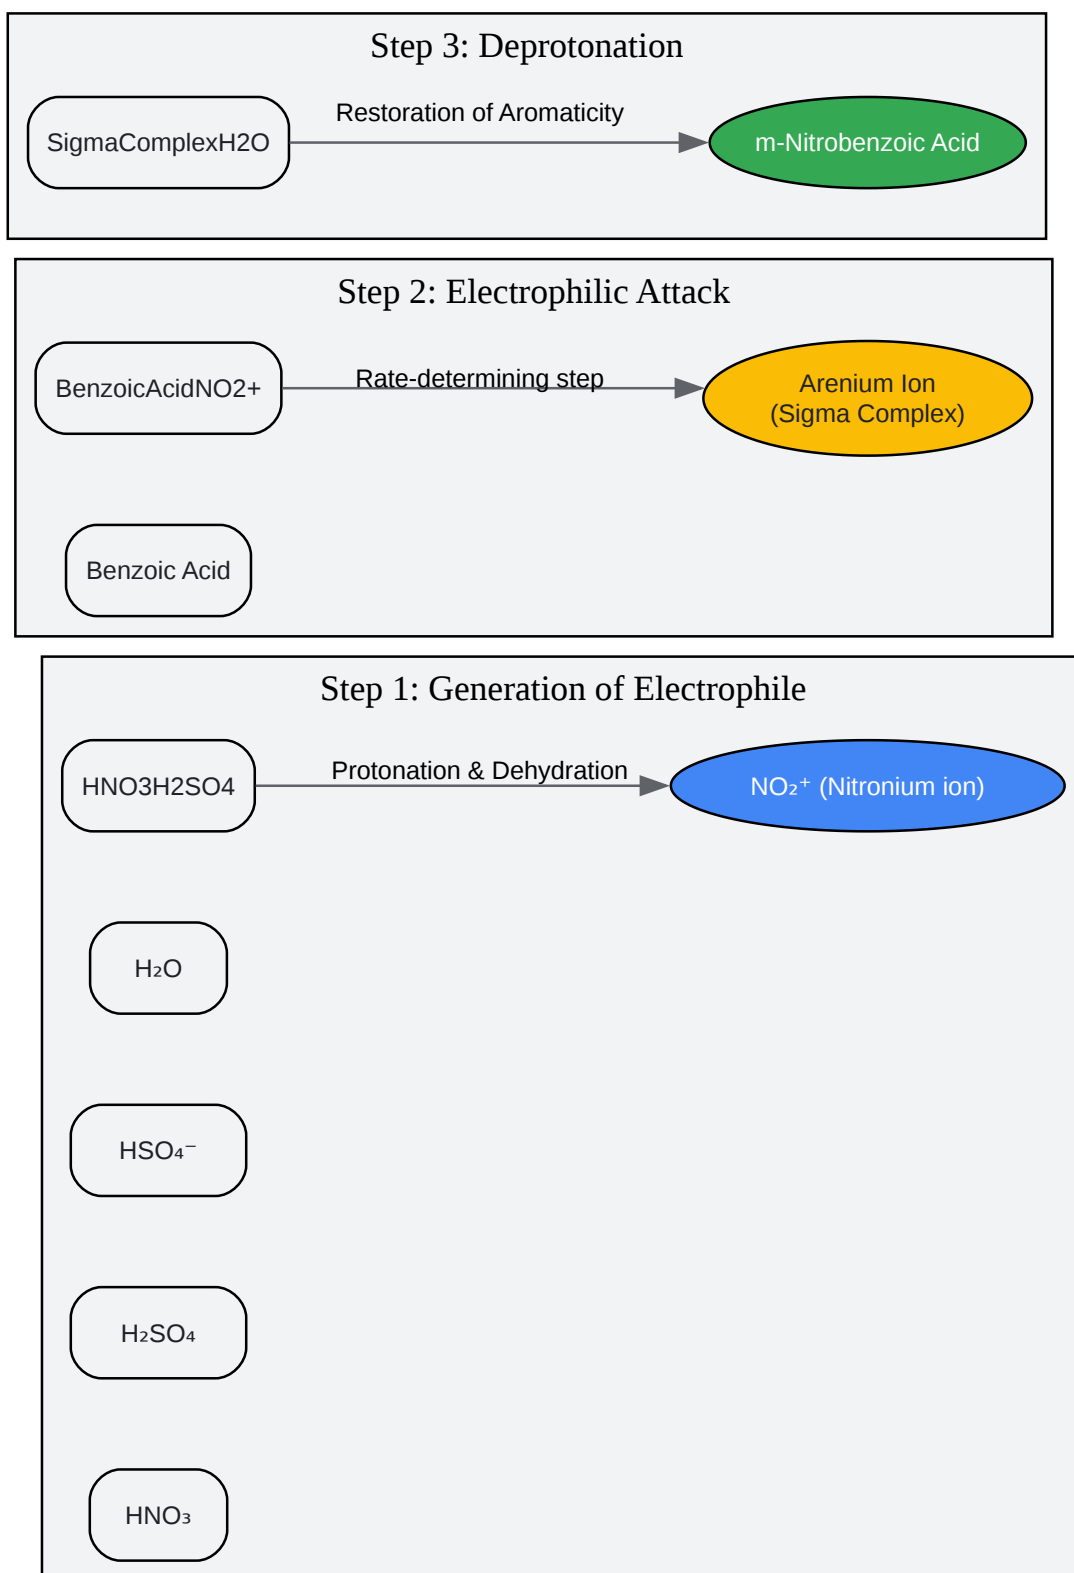 Step 3: Deprotonation
SigmaComplexH2O
Restoration of Aromaticity
m-Nitrobenzoic Acid
Step 2: Electrophilic Attack
BenzoicAcidNO2+
Rate-determining step
Arenium Ion
(Sigma Complex)
Benzoic Acid
Step 1: Generation of Electrophile
HNO3H2SO4
Protonation & Dehydration
NO₂⁺ (Nitronium ion)
H₂O
HSO₄⁻
H₂SO₄
HNO₃